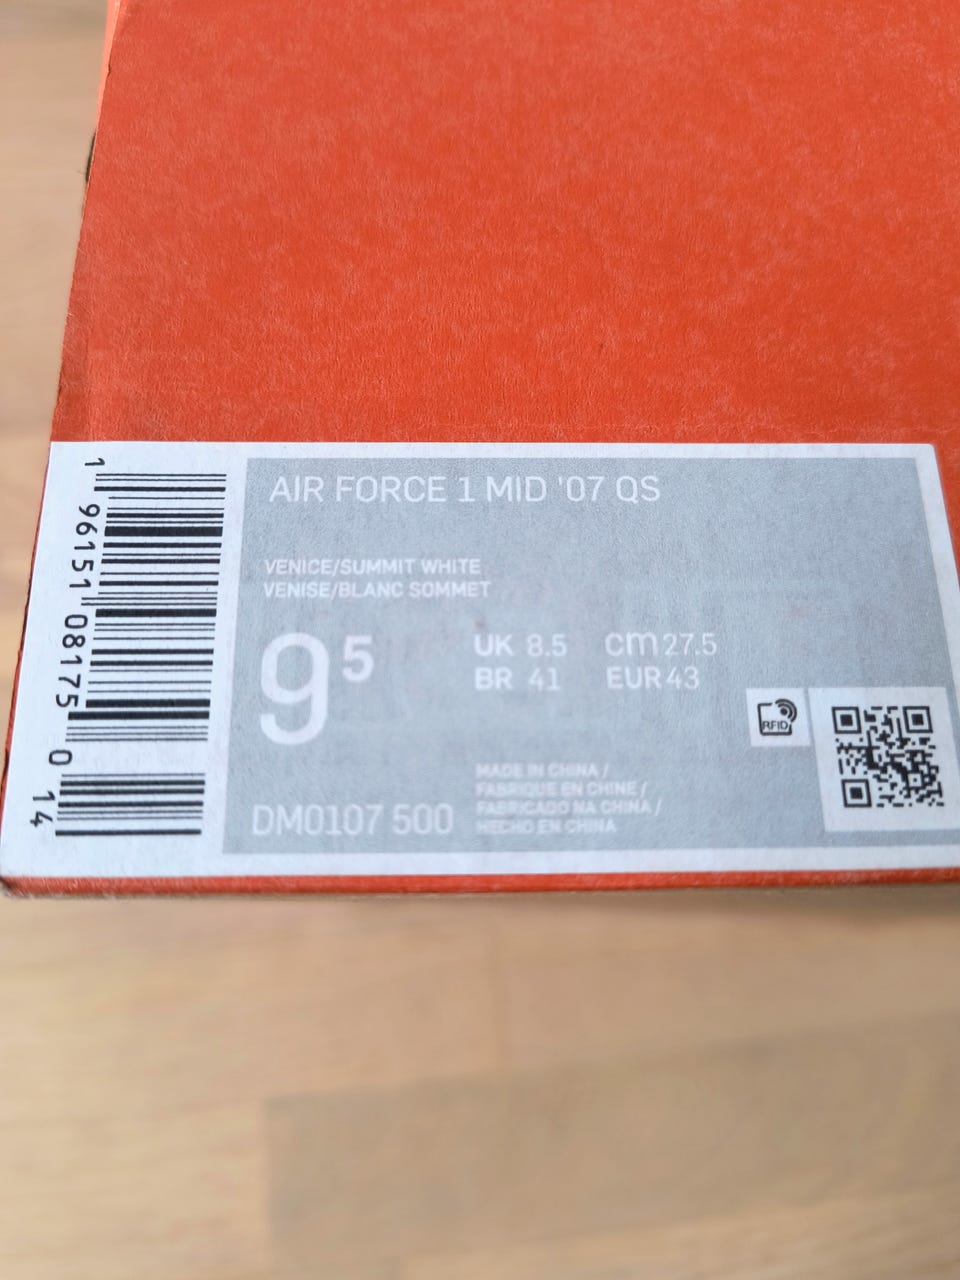 AIR FORCE 1 MID '07 QS
VENICE/SUMMIT WHITE
VENISE/BLANC SOMMET
9 5
UK 8.5 cm 27.5
BR 41 EUR 43
RFID
MADE IN CHINA /
FABRIQUE EN CHINE /
FABRICADO NA CHINA /
HECHO EN CHINA
DM0107 500
1 96151 08175 0 14